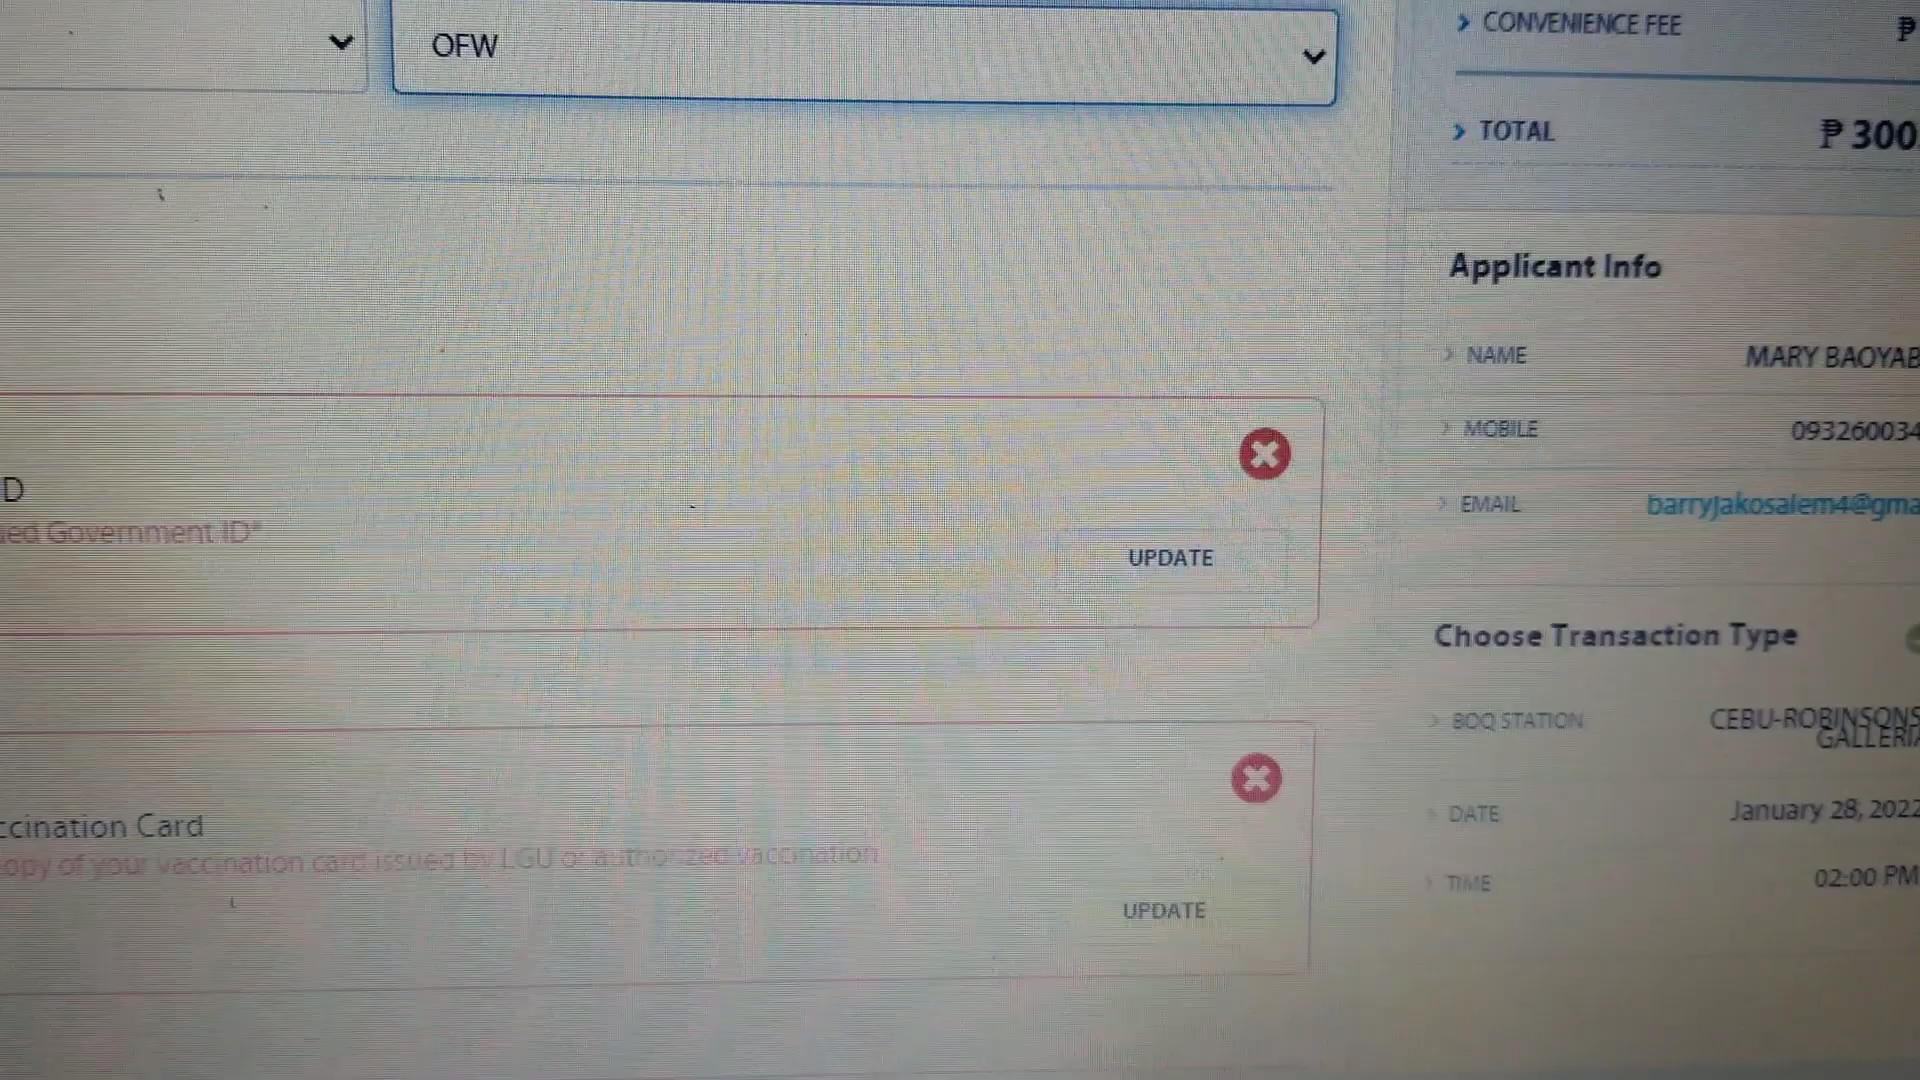 OFW
CONVENIENCE FEE ₱
TOTAL ₱ 300
Applicant Info
NAME MARY BAOYAB
MOBILE 093260034
EMAIL barryjakosalem4@gma
D
ed Government ID*
UPDATE
Choose Transaction Type
BOQ STATION CEBU-ROBINSONS
GALLERIA
DATE January 28, 2022
TIME 02:00 PM
ccination Card
opy of your vaccination card issued by LGU or authorized vaccination
UPDATE